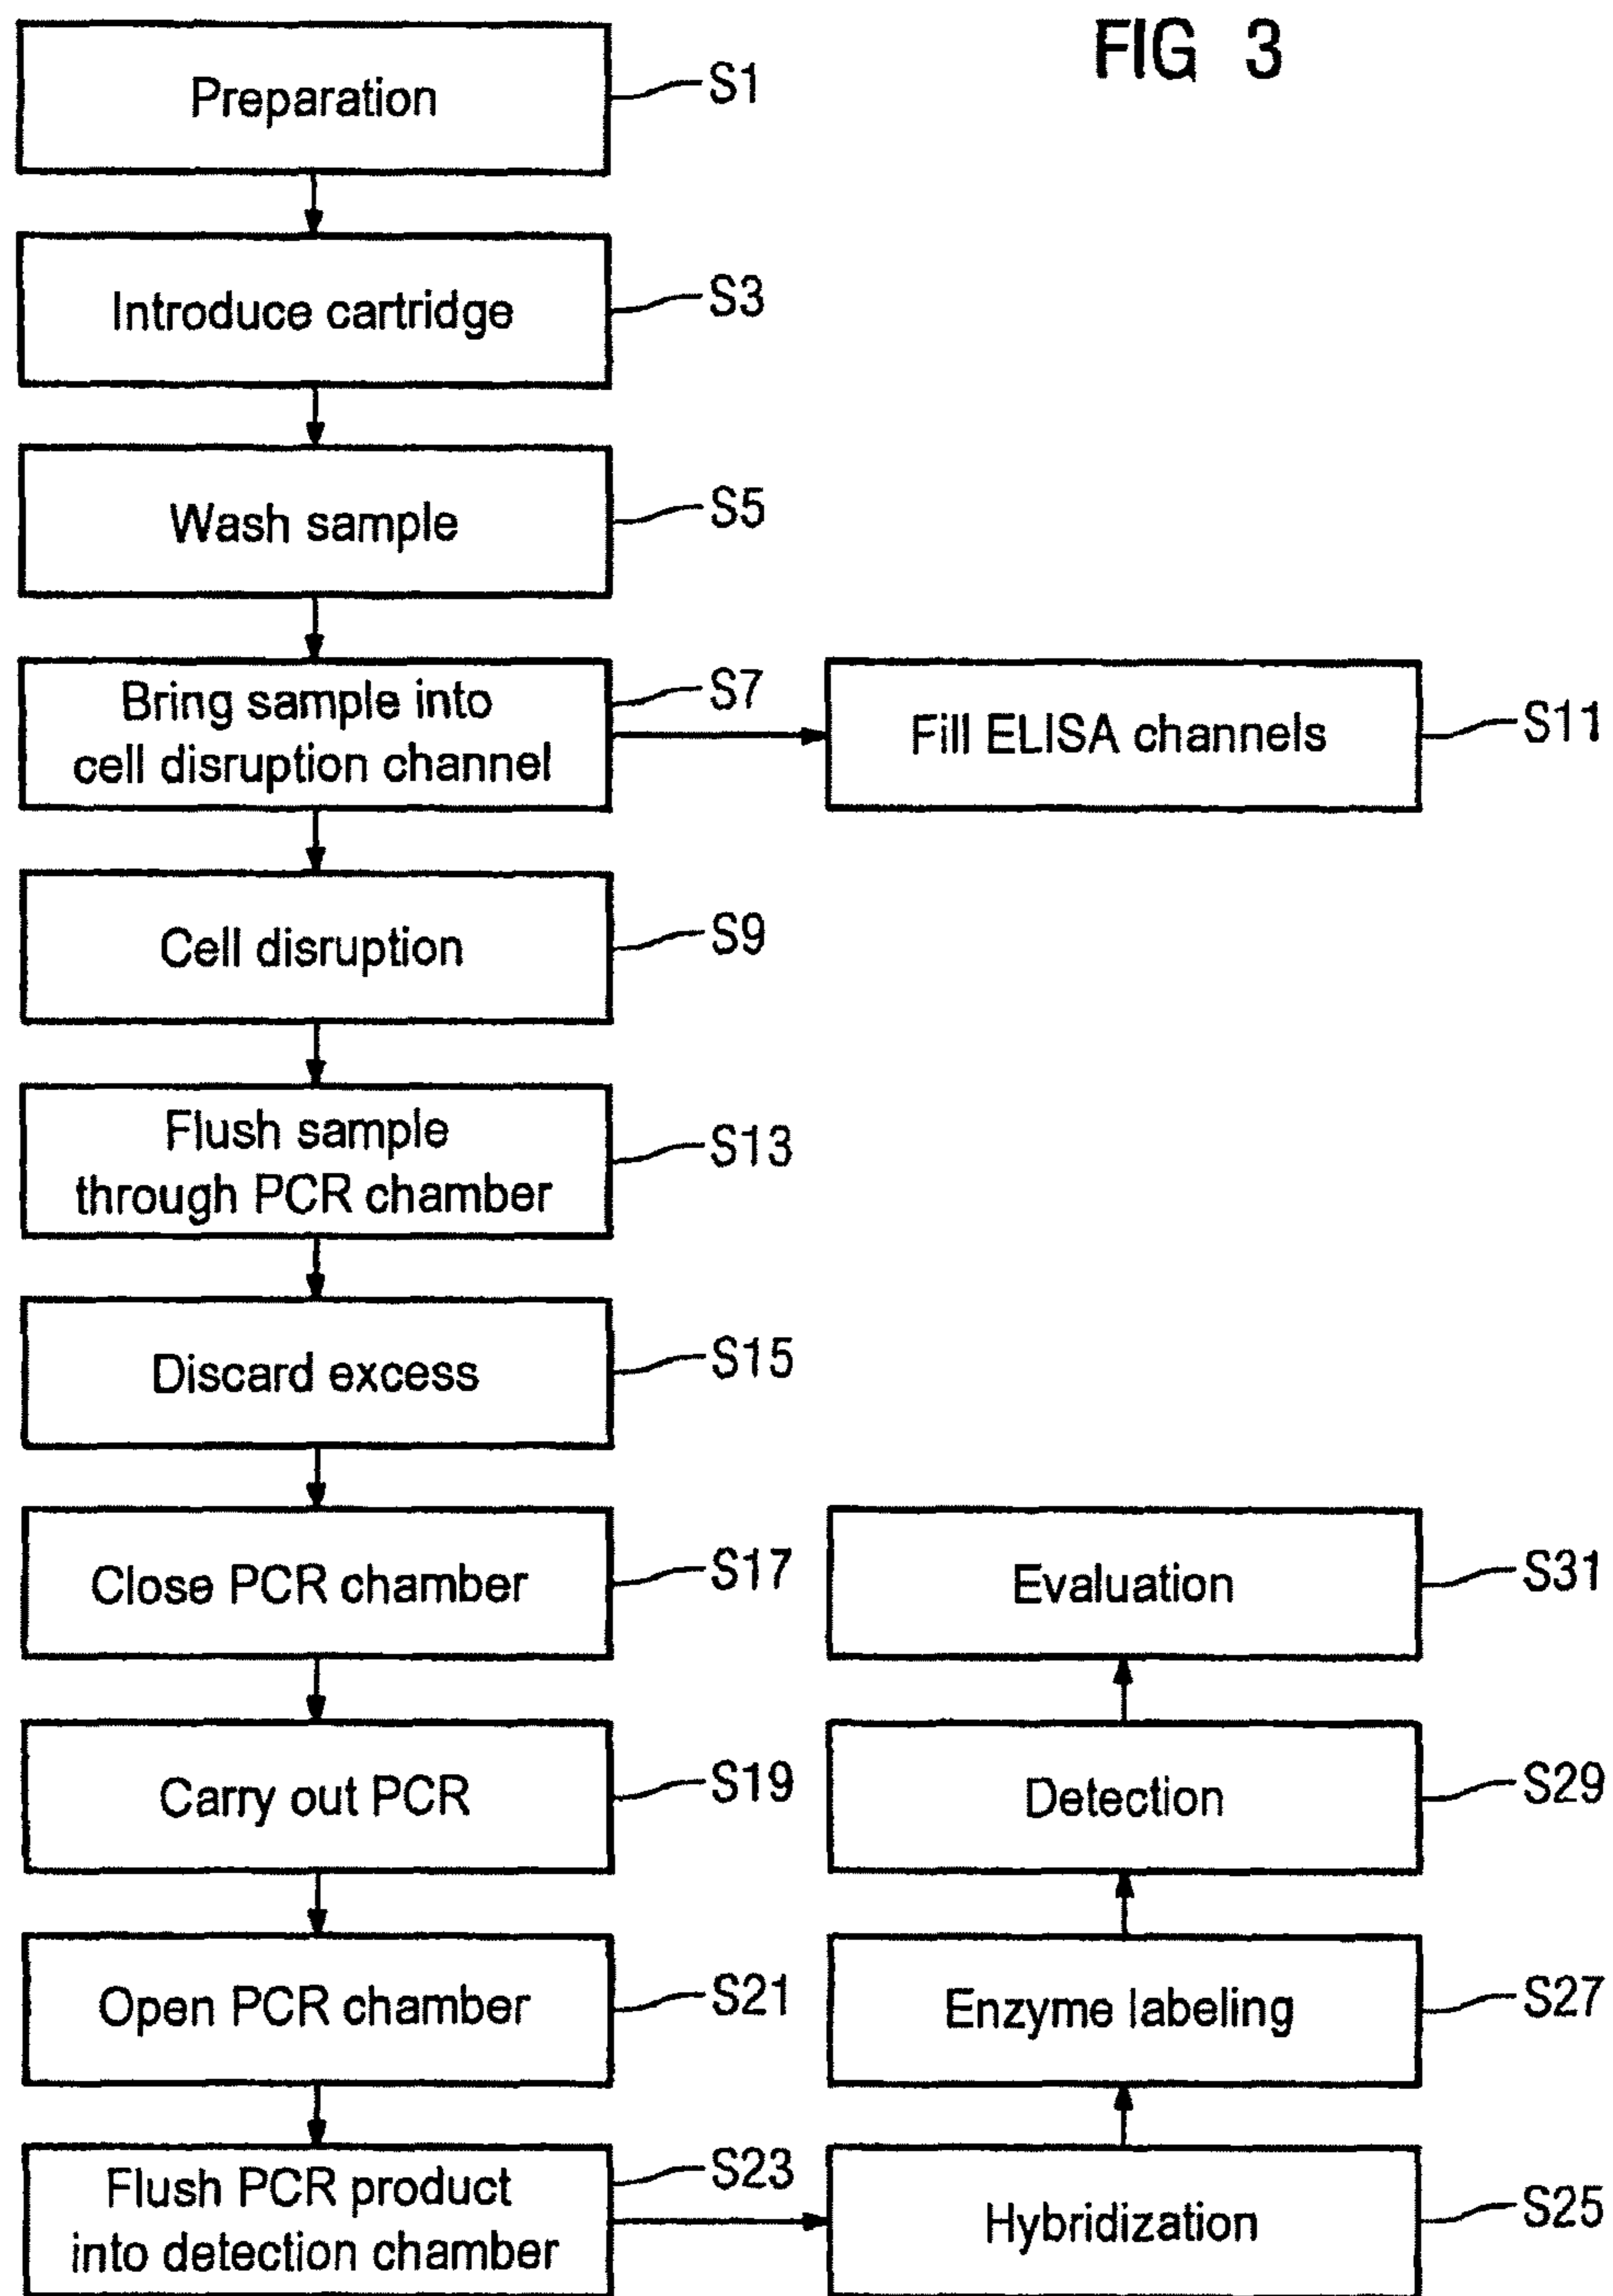 FIG 3
Preparation
S1
Introduce cartridge
S3
Wash sample
S5
Bring sample into
cell disruption channel
S7
Fill ELISA channels
S11
Cell disruption
S9
Flush sample
through PCR chamber
S13
Discard excess
S15
Close PCR chamber
S17
Evaluation
S31
Carry out PCR
S19
Detection
S29
Open PCR chamber
S21
Enzyme labeling
S27
Flush PCR product
into detection chamber
S23
Hybridization
S25